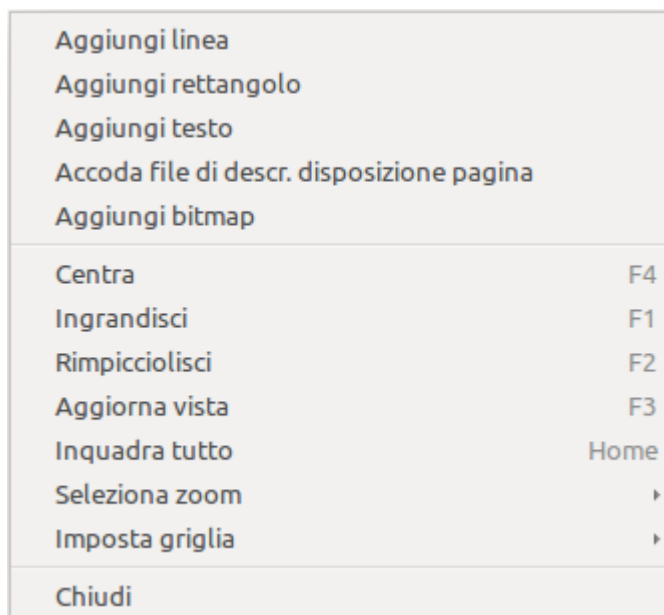 Aggiungi linea
Aggiungi rettangolo
Aggiungi testo
Accoda file di descr. disposizione pagina
Aggiungi bitmap
Centra F4
Ingrandisci F1
Rimpicciolisci F2
Aggiorna vista F3
Inquadra tutto Home
Seleziona zoom
Imposta griglia
Chiudi